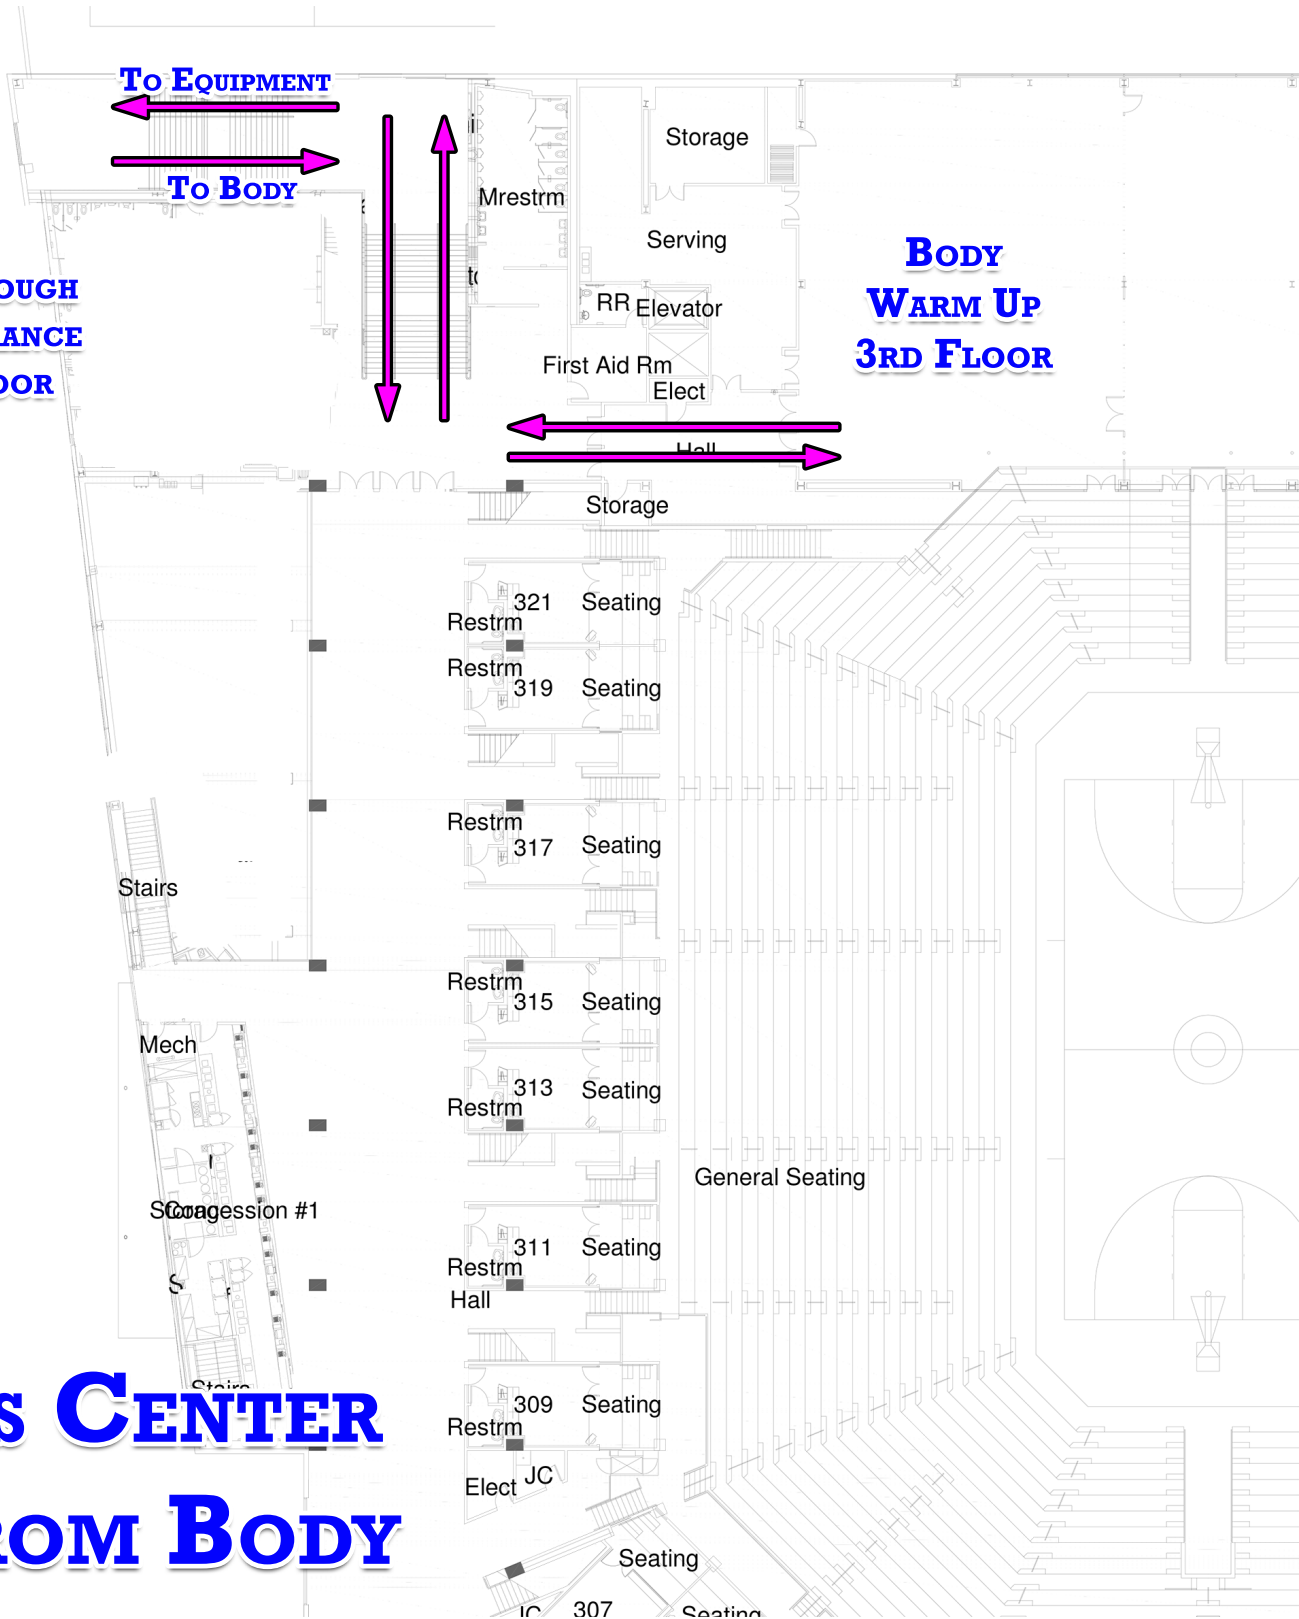 To Equipment
To Body
Mrestrm
Storage
Serving
RR
Elevator
First Aid Rm
Elect
Hall
Body
Warm Up
3rd Floor
ough
ance
oor
Storage
321
Seating
Restrm
Restrm
319
Seating
Restrm
317
Seating
Stairs
Restrm
315
Seating
Mech
313
Seating
Restrm
General Seating
Concession #1
311
Seating
Restrm
Hall
Stairs
s Center
309
Seating
Restrm
Elect
JC
rom Body
Seating
307
JC
Seating